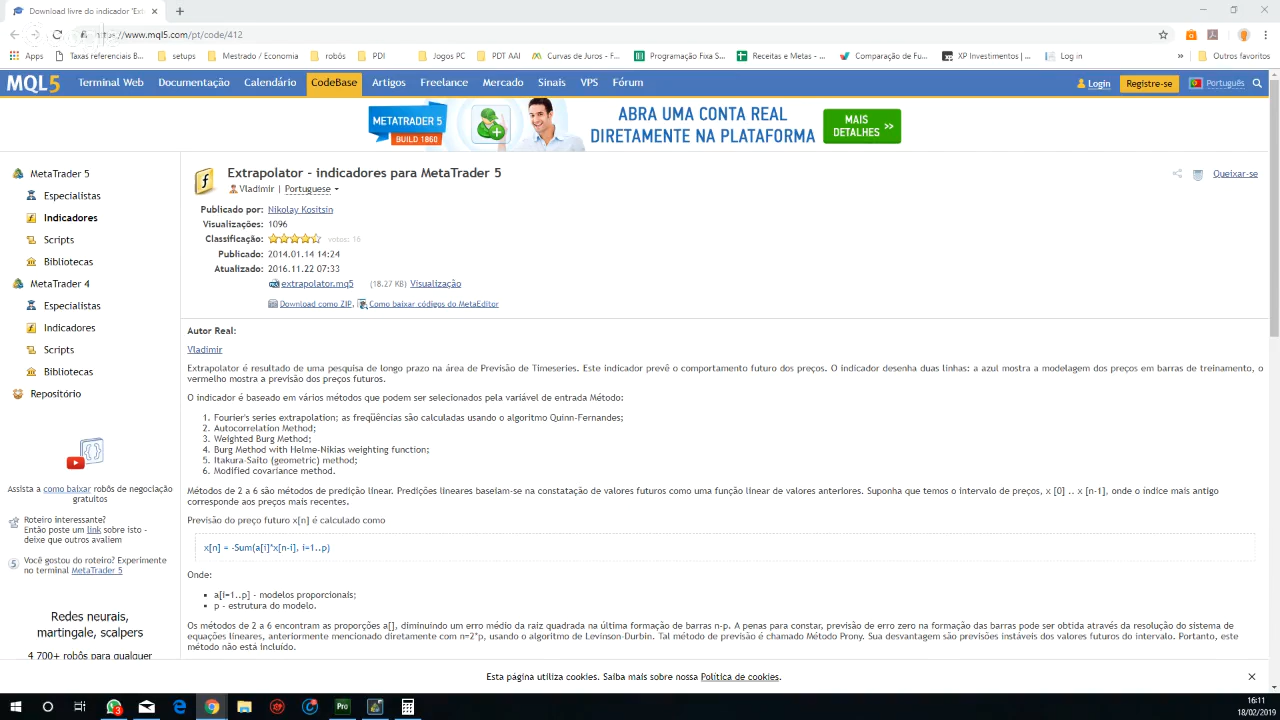 Download livre do indicador 'Ext
https://www.mql5.com/pt/code/412
Apps
Taxas referenciais B...
setups
Mestrado / Economia
robôs
PDI
Jogos PC
PDT AAI
Curvas de Juros - F...
Programação Fixa S...
Receitas e Metas - ...
Comparação de Fu...
XP Investimentos | ...
Log in
»
Outros favoritos
MQL5
Terminal Web
Documentação
Calendário
CodeBase
Artigos
Freelance
Mercado
Sinais
VPS
Fórum
Login
Registre-se
Português
METATRADER 5
BUILD 1860
ABRA UMA CONTA REAL
DIRETAMENTE NA PLATAFORMA
MAIS
DETALHES >>
MetaTrader 5
Especialistas
Indicadores
Scripts
Bibliotecas
MetaTrader 4
Especialistas
Indicadores
Scripts
Bibliotecas
Repositório
Assista a como baixar robôs de negociação
gratuitos
Roteiro interessante?
Então poste um link sobre isto -
deixe que outros avaliem
5
Você gostou do roteiro? Experimente
no terminal MetaTrader 5
Redes neurais,
martingale, scalpers
4 700+ robôs para qualquer
Extrapolator - indicadores para MetaTrader 5
Vladimir | Portuguese
Queixar-se
Publicado por: Nikolay Kositsin
Visualizações: 1096
Classificação: votos: 16
Publicado: 2014.01.14 14:24
Atualizado: 2016.11.22 07:33
extrapolator.mq5 (18.27 KB) Visualização
Download como ZIP, Como baixar códigos do MetaEditor
Autor Real:
Vladimir
Extrapolator é resultado de uma pesquisa de longo prazo na área de Previsão de Timeseries. Este indicador prevê o comportamento futuro dos preços. O indicador desenha duas linhas: a azul mostra a modelagem dos preços em barras de treinamento, o
vermelho mostra a previsão dos preços futuros.
O indicador é baseado em vários métodos que podem ser selecionados pela variável de entrada Método:
1. Fourier's series extrapolation; as freqüências são calculadas usando o algoritmo Quinn-Fernandes;
2. Autocorrelation Method;
3. Weighted Burg Method;
4. Burg Method with Helme-Nikias weighting function;
5. Itakura-Saito (geometric) method;
6. Modified covariance method.
Métodos de 2 a 6 são métodos de predição linear. Predições lineares baseiam-se na constatação de valores futuros como uma função linear de valores anteriores. Suponha que temos o intervalo de preços, x [0] .. x [n-1], onde o índice mais antigo
corresponde aos preços mais recentes.
Previsão do preço futuro x[n] é calculado como
x[n] = -Sum(a[i]*x[n-i], i=1..p)
Onde:
a[i=1..p] - modelos proporcionais;
p - estrutura do modelo.
Os métodos de 2 a 6 encontram as proporções a[], diminuindo um erro médio da raiz quadrada na última formação de barras n-p. A penas para constar, previsão de erro zero na formação das barras pode ser obtida através da resolução do sistema de
equações lineares, anteriormente mencionado diretamente com n=2*p, usando o algoritmo de Levinson-Durbin. Tal método de previsão é chamado Método Prony. Sua desvantagem são previsões instáveis dos valores futuros do intervalo. Portanto, este
método não está incluído.
Esta página utiliza cookies. Saiba mais sobre nossa Política de cookies.
3
Pro
16:11
18/02/2019